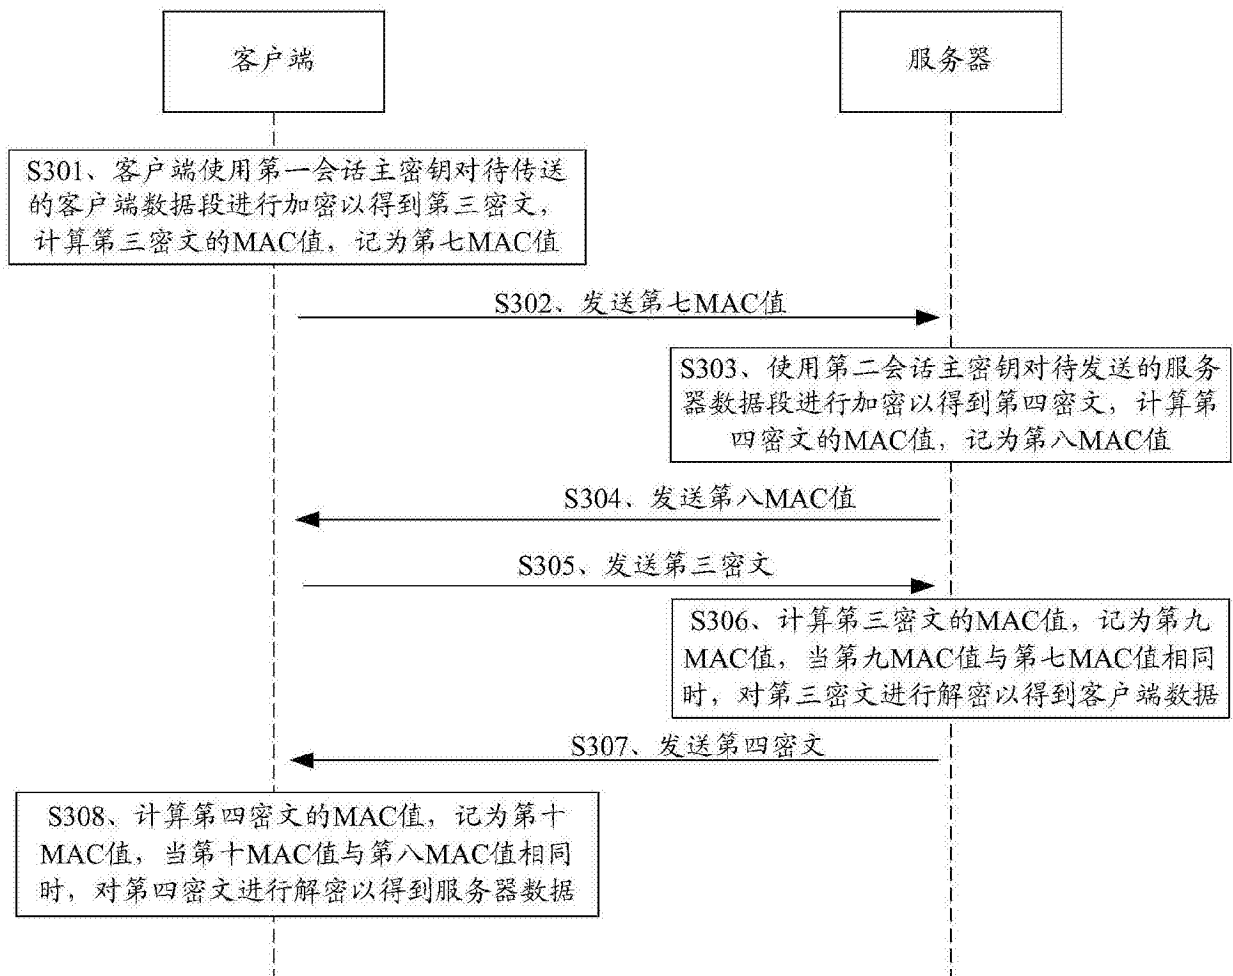 客户端
服务器
S301、客户端使用第一会话主密钥对待传送
的客户端数据段进行加密以得到第三密文，
计算第三密文的MAC值，记为第七MAC值
S302、发送第七MAC值
S303、使用第二会话主密钥对待发送的服务
器数据段进行加密以得到第四密文，计算第
四密文的MAC值，记为第八MAC值
S304、发送第八MAC值
S305、发送第三密文
S306、计算第三密文的MAC值，记为第九
MAC值，当第九MAC值与第七MAC值相同
时，对第三密文进行解密以得到客户端数据
S307、发送第四密文
S308、计算第四密文的MAC值，记为第十
MAC值，当第十MAC值与第八MAC值相同
时，对第四密文进行解密以得到服务器数据